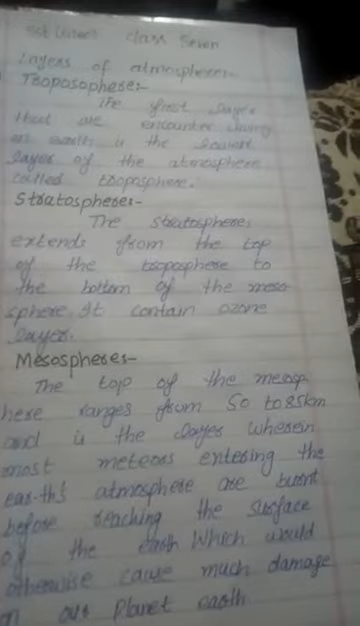 class Seven
Layers of atmosphere:-
Troposphere:-
The first layer
that are encounter living
on earth is the lowest
layer of the atmosphere
called troposphere.
Stratosphere:-
The stratosphere
extends from the top
of the troposphere to
the bottom of the meso
sphere. It contain ozone
layer.
Mesosphere:-
The top of the mesosp
here ranges from 50 to 85km
and is the layer wherein
most meteors entering the
earth's atmosphere are burnt
before reaching the surface
of the earth Which would
otherwise cause much damage
on our Planet earth